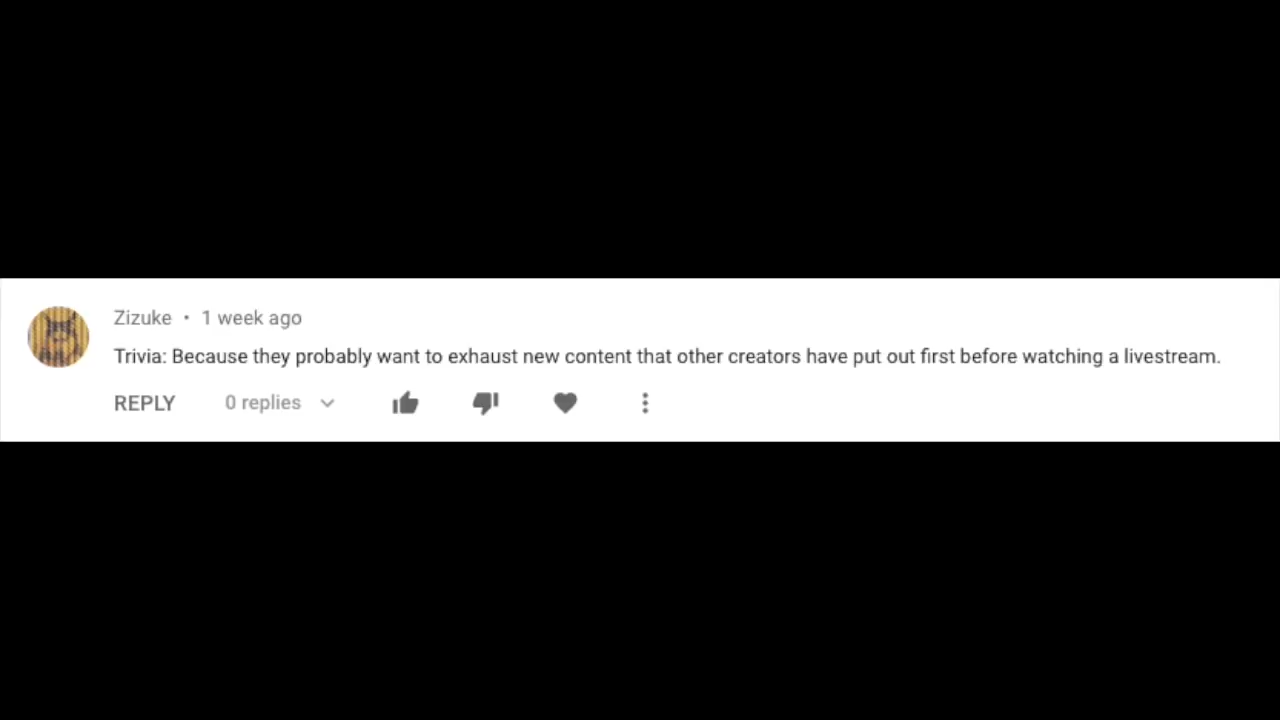 Zizuke • 1 week ago
Trivia: Because they probably want to exhaust new content that other creators have put out first before watching a livestream.
REPLY 0 replies